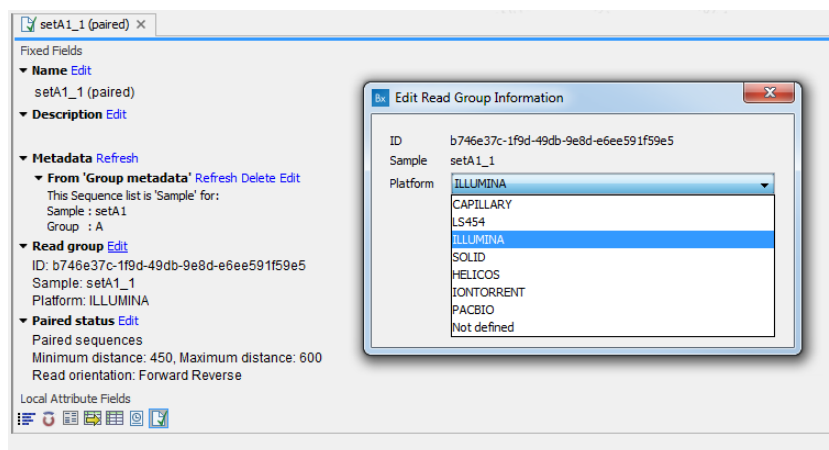 setA1_1 (paired)
Fixed Fields
Name Edit
setA1_1 (paired)
Description Edit
Metadata Refresh
From 'Group metadata' Refresh Delete Edit
This Sequence list is 'Sample' for:
Sample : setA1
Group : A
Read group Edit
ID: b746e37c-1f9d-49db-9e8d-e6ee591f59e5
Sample: setA1_1
Platform: ILLUMINA
Paired status Edit
Paired sequences
Minimum distance: 450, Maximum distance: 600
Read orientation: Forward Reverse
Local Attribute Fields
Bx Edit Read Group Information
ID b746e37c-1f9d-49db-9e8d-e6ee591f59e5
Sample setA1_1
Platform ILLUMINA
CAPILLARY
LS454
ILLUMINA
SOLID
HELICOS
IONTORRENT
PACBIO
Not defined